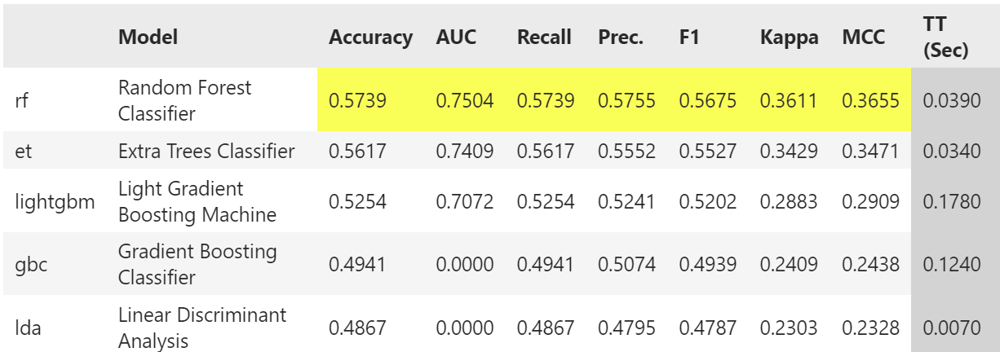 Model Accuracy AUC Recall Prec. F1 Kappa MCC TT
(Sec)
rf Random Forest
Classifier 0.5739 0.7504 0.5739 0.5755 0.5675 0.3611 0.3655 0.0390
et Extra Trees Classifier 0.5617 0.7409 0.5617 0.5552 0.5527 0.3429 0.3471 0.0340
lightgbm Light Gradient
Boosting Machine 0.5254 0.7072 0.5254 0.5241 0.5202 0.2883 0.2909 0.1780
gbc Gradient Boosting
Classifier 0.4941 0.0000 0.4941 0.5074 0.4939 0.2409 0.2438 0.1240
lda Linear Discriminant
Analysis 0.4867 0.0000 0.4867 0.4795 0.4787 0.2303 0.2328 0.0070